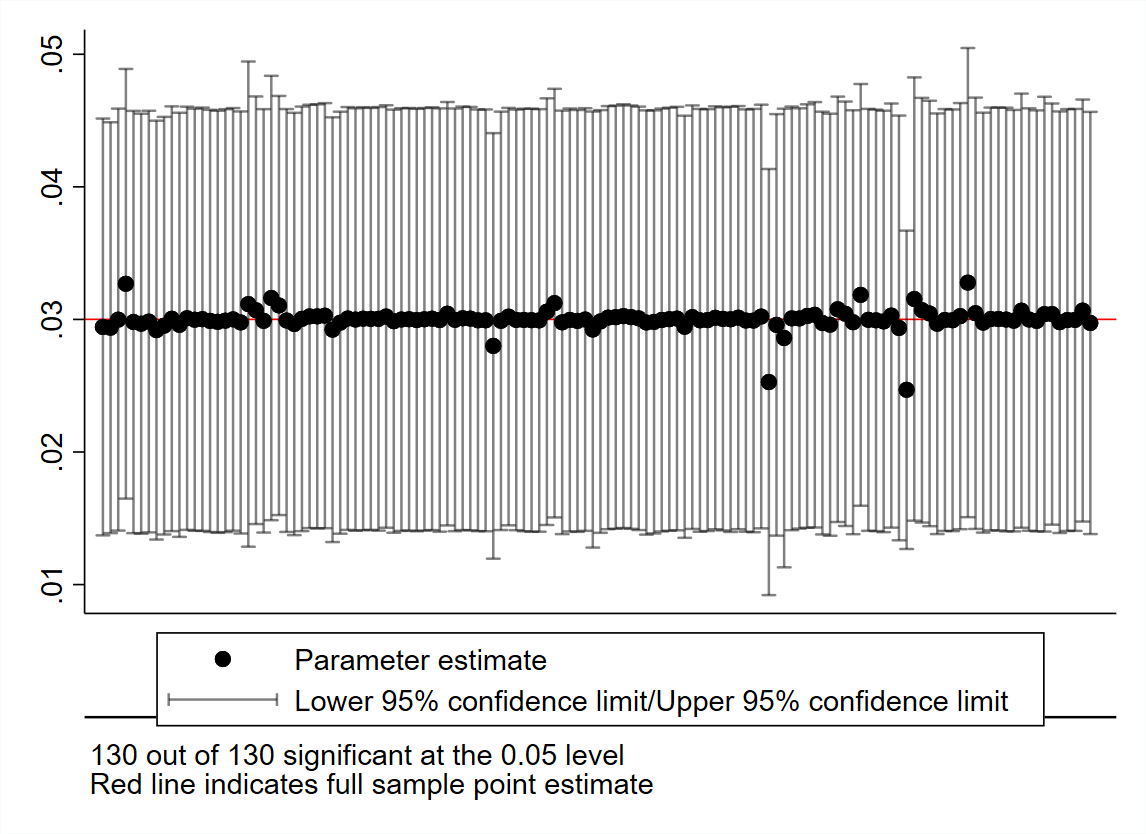 .05
.04
.03
.02
.01
Parameter estimate
Lower 95% confidence limit/Upper 95% confidence limit
130 out of 130 significant at the 0.05 level
Red line indicates full sample point estimate